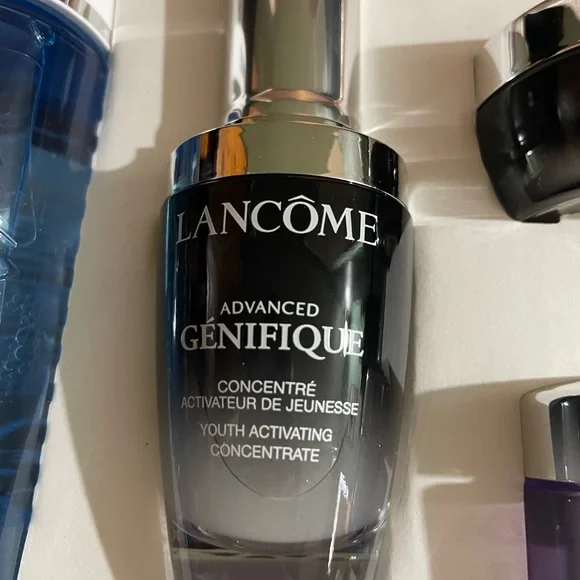 LANCÔME
ADVANCED
GÉNIFIQUE
CONCENTRÉ
ACTIVATEUR DE JEUNESSE
YOUTH ACTIVATING
CONCENTRATE